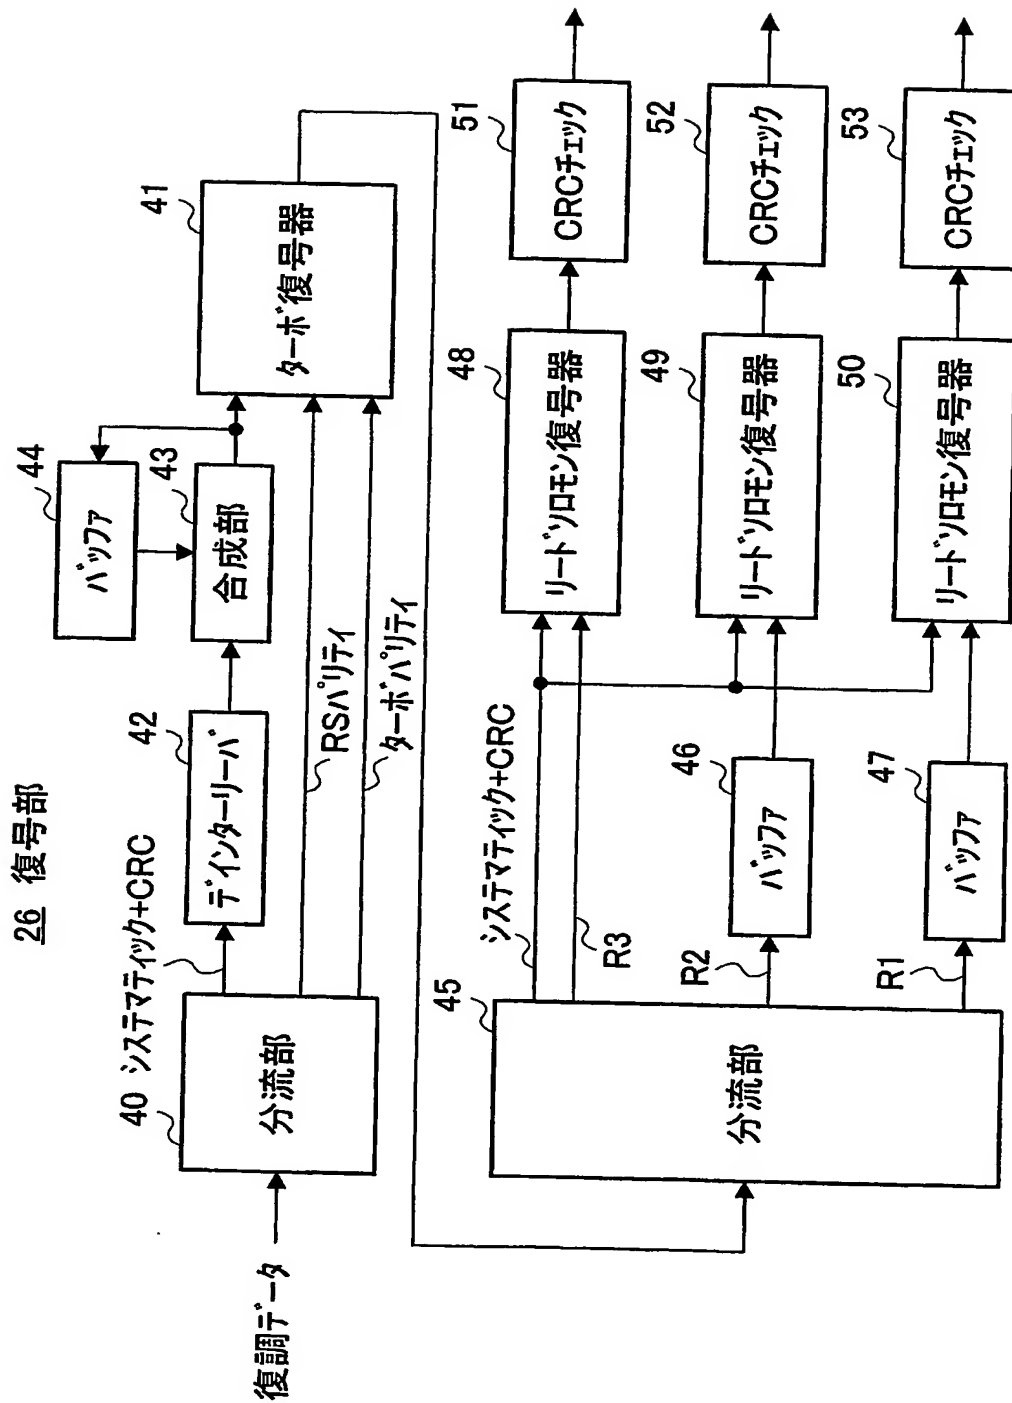 26 復号部
復調データ
40
分流部
システマティック+CRC
42
デインターリーバ
RSパリティ
ターボパリティ
44
バッファ
43
合成部
41
ターボ復号器
45
分流部
システマティック+CRC
R3
R2
R1
46
バッファ
47
バッファ
48
リードソロモン復号器
49
リードソロモン復号器
50
リードソロモン復号器
51
CRCチェック
52
CRCチェック
53
CRCチェック